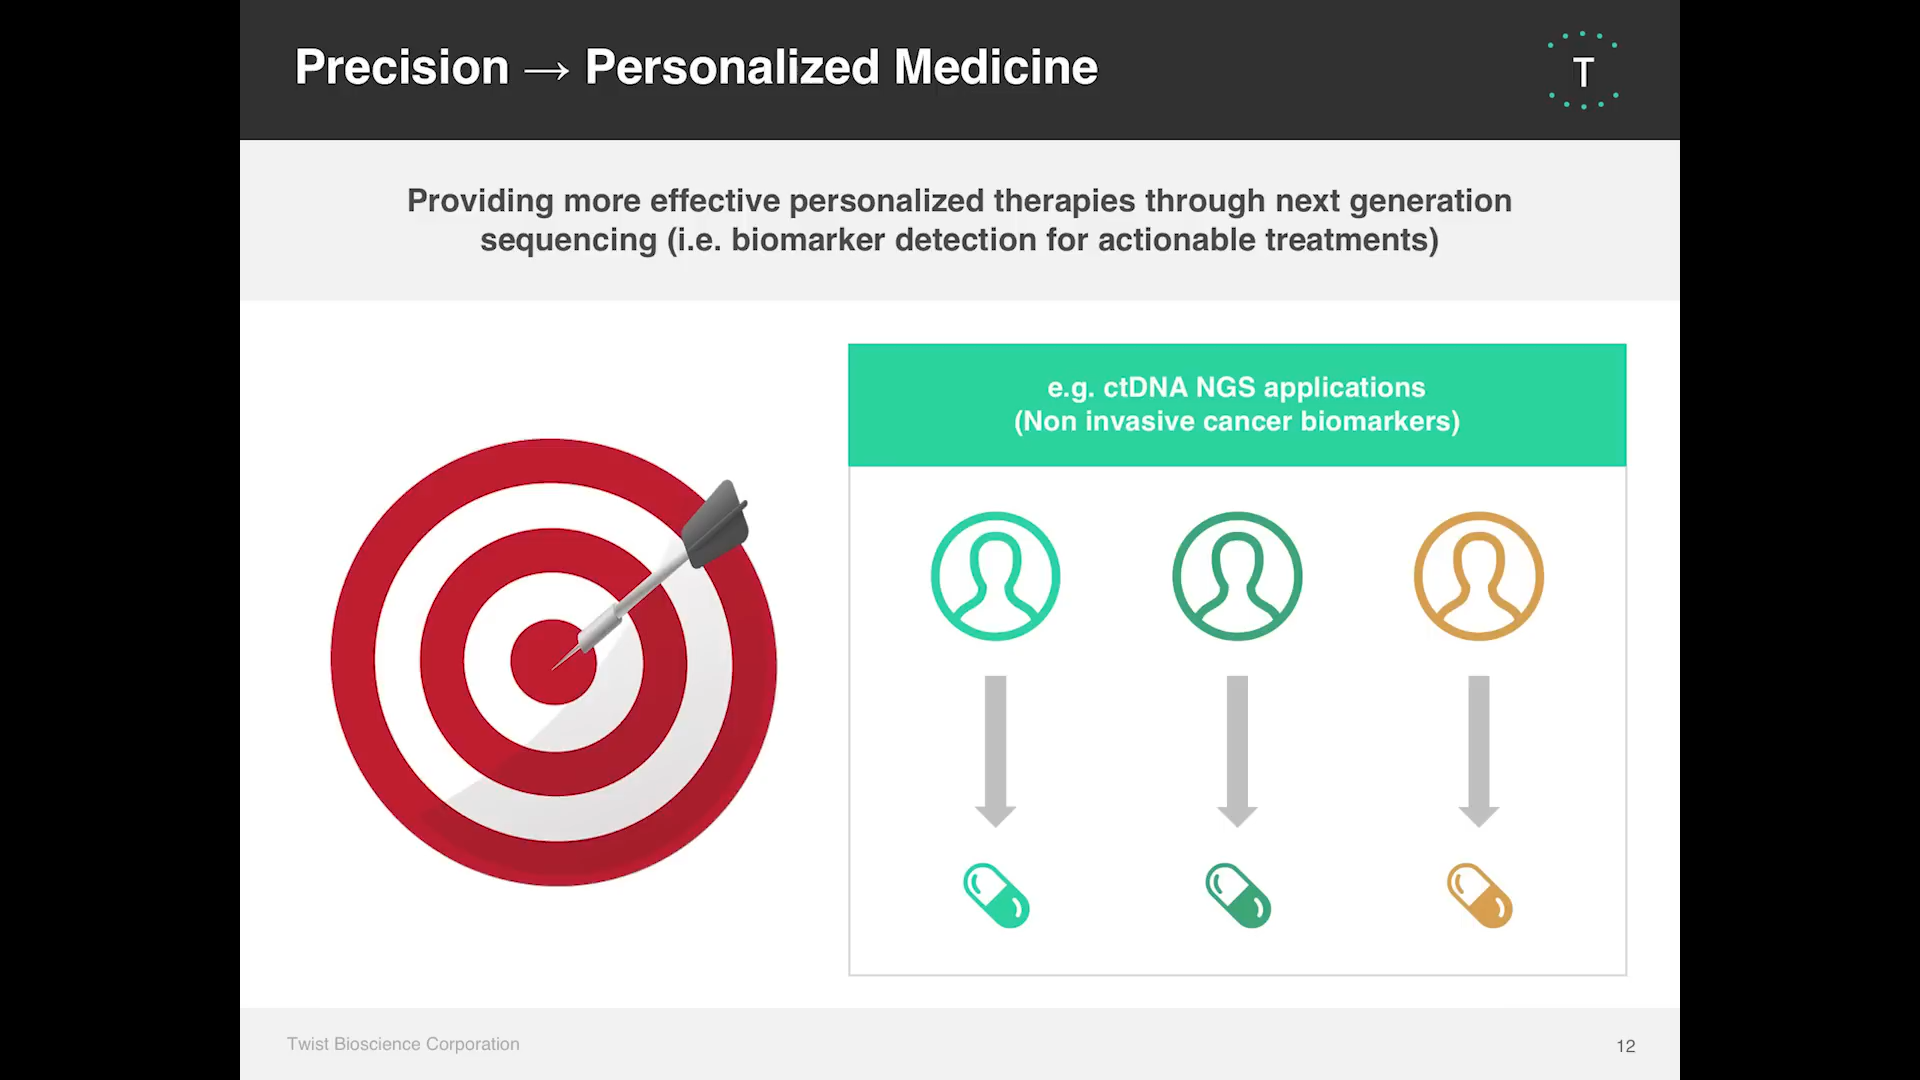 Precision → Personalized Medicine
T
Providing more effective personalized therapies through next generation
sequencing (i.e. biomarker detection for actionable treatments)
e.g. ctDNA NGS applications
(Non invasive cancer biomarkers)
Twist Bioscience Corporation
12